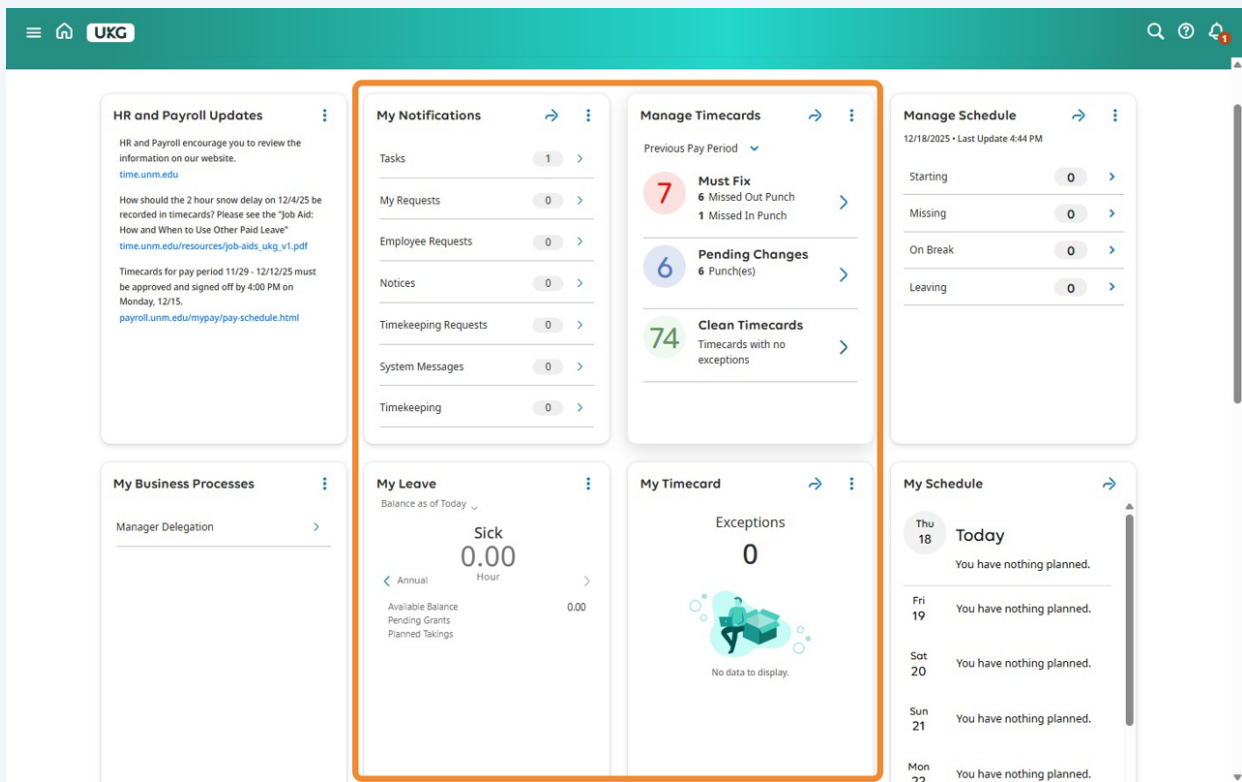 UKG
1
HR and Payroll Updates
HR and Payroll encourage you to review the
information on our website.
time.unm.edu
How should the 2 hour snow delay on 12/4/25 be
recorded in timecards? Please see the "Job Aid:
How and When to Use Other Paid Leave"
time.unm.edu/resources/job-aids_ukg_v1.pdf
Timecards for pay period 11/29 - 12/12/25 must
be approved and signed off by 4:00 PM on
Monday, 12/15.
payroll.unm.edu/mypay/pay-schedule.html
My Notifications
Tasks 1
My Requests 0
Employee Requests 0
Notices 0
Timekeeping Requests 0
System Messages 0
Timekeeping 0
Manage Timecards
Previous Pay Period
7 Must Fix
6 Missed Out Punch
1 Missed In Punch
6 Pending Changes
6 Punch(es)
74 Clean Timecards
Timecards with no
exceptions
Manage Schedule
12/18/2025 • Last Update 4:44 PM
Starting 0
Missing 0
On Break 0
Leaving 0
My Business Processes
Manager Delegation
My Leave
Balance as of Today
Sick
0.00
Hour
Annual
Available Balance 0.00
Pending Grants
Planned Takings
My Timecard
Exceptions
0
No data to display.
My Schedule
Thu
18
Today
You have nothing planned.
Fri
19
You have nothing planned.
Sat
20
You have nothing planned.
Sun
21
You have nothing planned.
Mon
22
You have nothing planned.